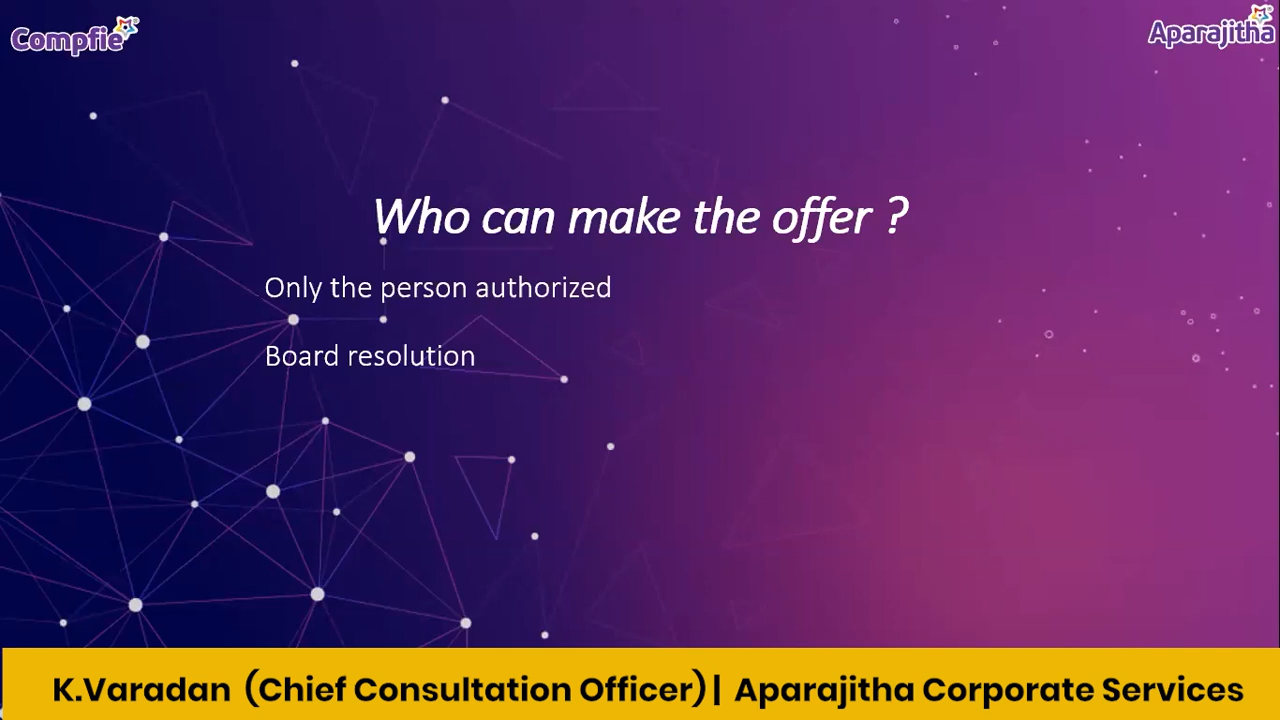 Compfie
Aparajitha
Who can make the offer ?
Only the person authorized
Board resolution
K.Varadan (Chief Consultation Officer) | Aparajitha Corporate Services